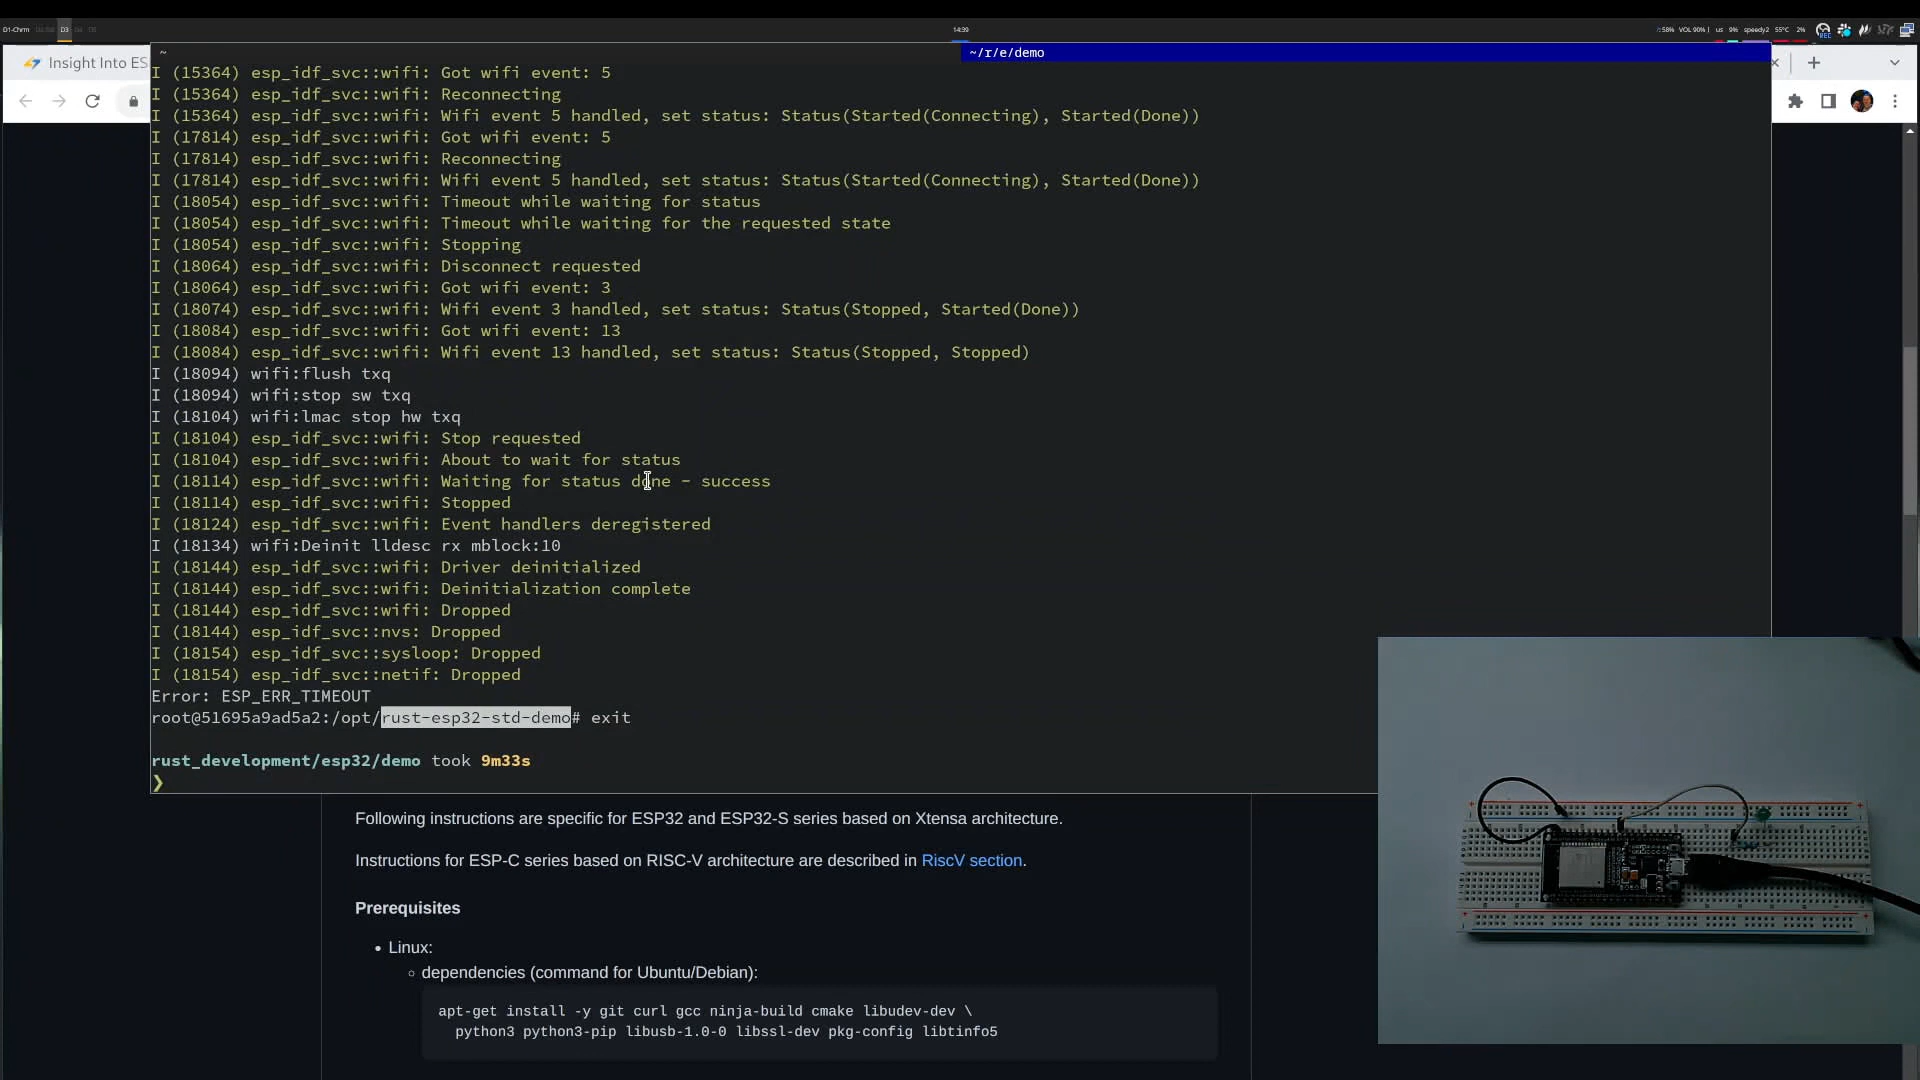 D1-Chrm
D3
14:39
58%
VOL 90%
us
9%
speedy2
55°C
2%
~
~/r/e/demo
Insight Into ES
I (15364) esp_idf_svc::wifi: Got wifi event: 5
I (15364) esp_idf_svc::wifi: Reconnecting
I (15364) esp_idf_svc::wifi: Wifi event 5 handled, set status: Status(Started(Connecting), Started(Done))
I (17814) esp_idf_svc::wifi: Got wifi event: 5
I (17814) esp_idf_svc::wifi: Reconnecting
I (17814) esp_idf_svc::wifi: Wifi event 5 handled, set status: Status(Started(Connecting), Started(Done))
I (18054) esp_idf_svc::wifi: Timeout while waiting for status
I (18054) esp_idf_svc::wifi: Timeout while waiting for the requested state
I (18054) esp_idf_svc::wifi: Stopping
I (18064) esp_idf_svc::wifi: Disconnect requested
I (18064) esp_idf_svc::wifi: Got wifi event: 3
I (18074) esp_idf_svc::wifi: Wifi event 3 handled, set status: Status(Stopped, Started(Done))
I (18084) esp_idf_svc::wifi: Got wifi event: 13
I (18084) esp_idf_svc::wifi: Wifi event 13 handled, set status: Status(Stopped, Stopped)
I (18094) wifi:flush txq
I (18094) wifi:stop sw txq
I (18104) wifi:lmac stop hw txq
I (18104) esp_idf_svc::wifi: Stop requested
I (18104) esp_idf_svc::wifi: About to wait for status
I (18114) esp_idf_svc::wifi: Waiting for status done - success
I (18114) esp_idf_svc::wifi: Stopped
I (18124) esp_idf_svc::wifi: Event handlers deregistered
I (18134) wifi:Deinit lldesc rx mblock:10
I (18144) esp_idf_svc::wifi: Driver deinitialized
I (18144) esp_idf_svc::wifi: Deinitialization complete
I (18144) esp_idf_svc::wifi: Dropped
I (18144) esp_idf_svc::nvs: Dropped
I (18154) esp_idf_svc::sysloop: Dropped
I (18154) esp_idf_svc::netif: Dropped
Error: ESP_ERR_TIMEOUT
root@51695a9ad5a2:/opt/rust-esp32-std-demo# exit
rust_development/esp32/demo took 9m33s
❯
Following instructions are specific for ESP32 and ESP32-S series based on Xtensa architecture.
Instructions for ESP-C series based on RISC-V architecture are described in RiscV section.
Prerequisites
• Linux:
◦ dependencies (command for Ubuntu/Debian):
apt-get install -y git curl gcc ninja-build cmake libudev-dev \
python3 python3-pip libusb-1.0-0 libssl-dev pkg-config libtinfo5